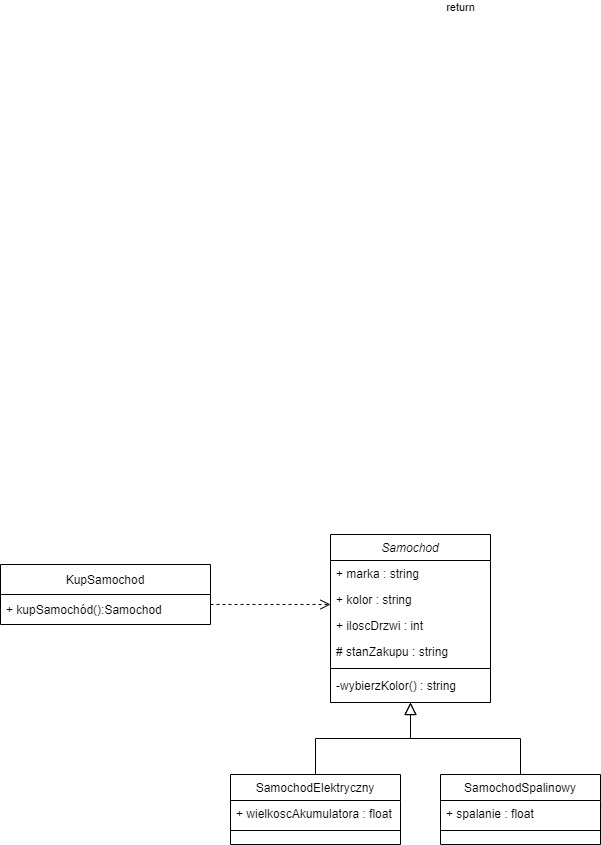 return
Samochod
+ marka : string
+ kolor : string
+ iloscDrzwi : int
# stanZakupu : string
-wybierzKolor() : string
KupSamochod
+ kupSamochód():Samochod
SamochodElektryczny
+ wielkoscAkumulatora : float
SamochodSpalinowy
+ spalanie : float